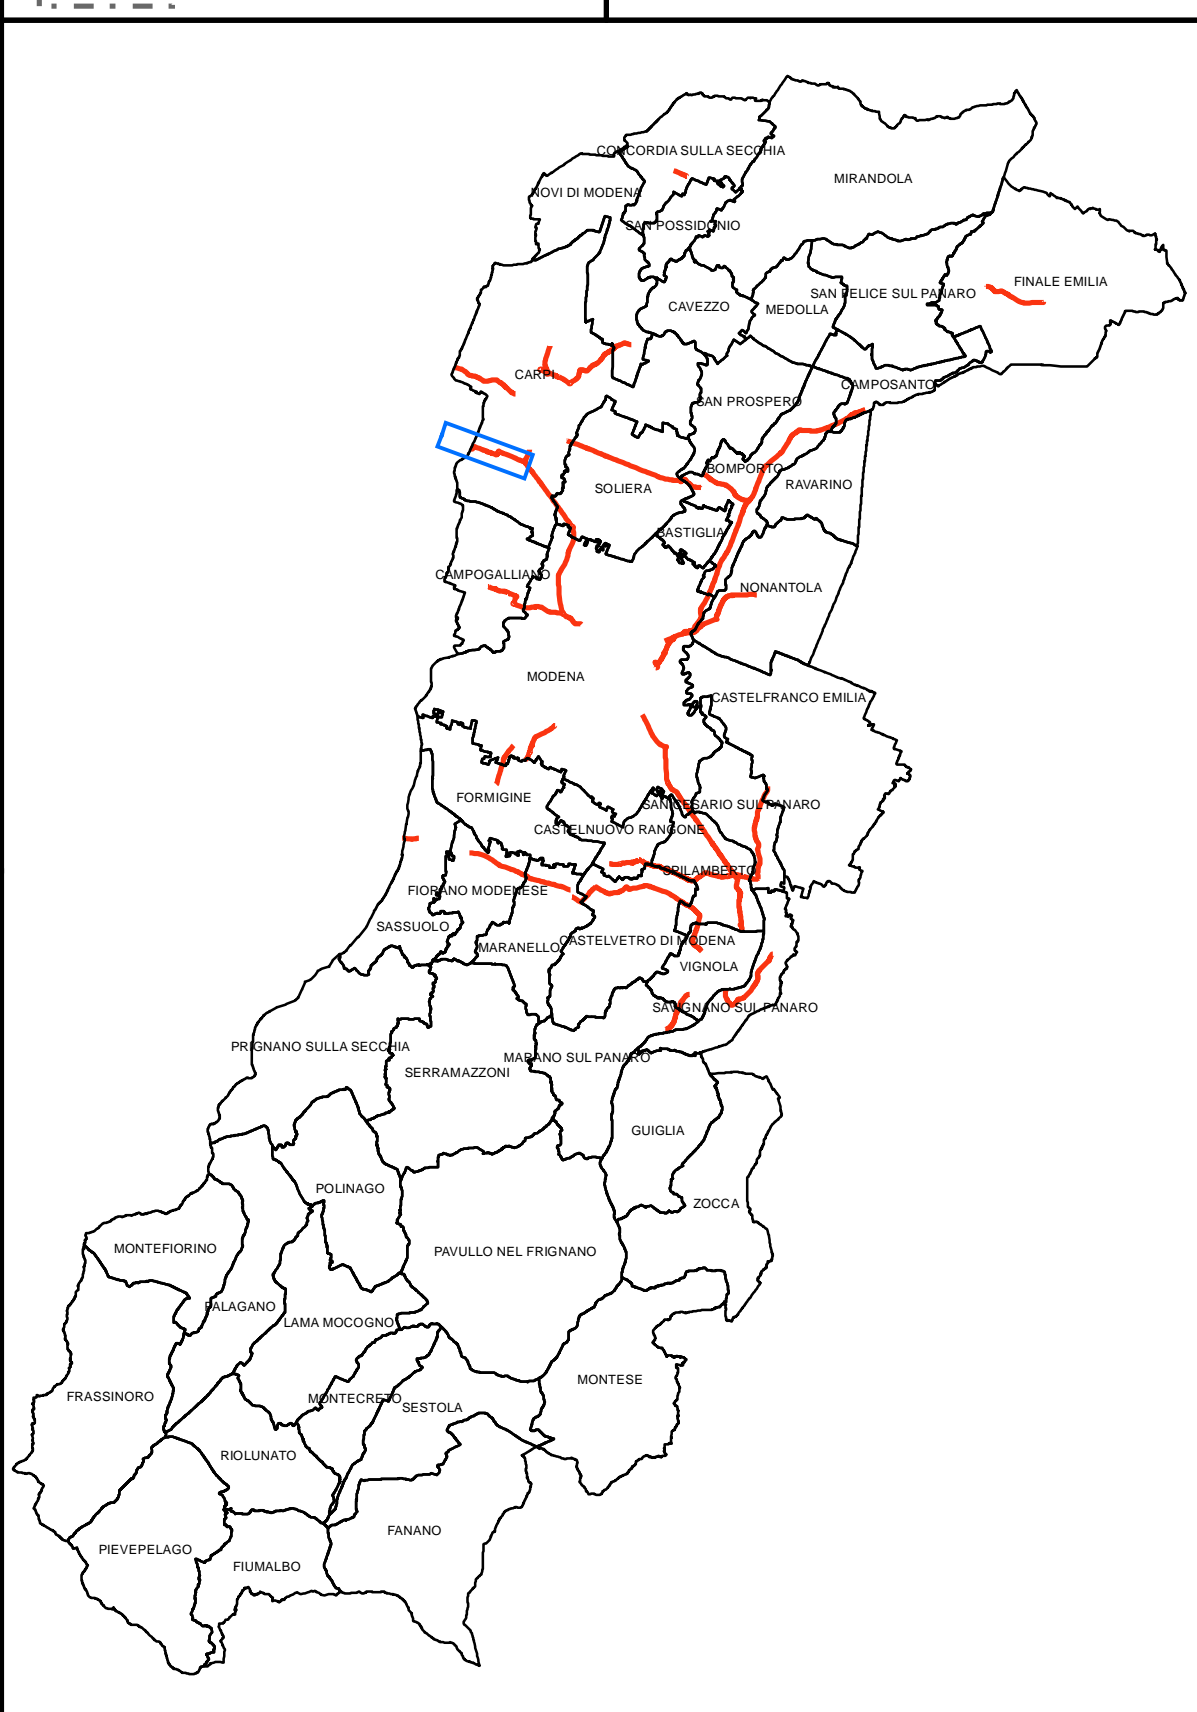 CONCORDIA SULLA SECCHIA
MIRANDOLA
NOVI DI MODENA
SAN POSSIDONIO
FINALE EMILIA
SAN FELICE SUL PANARO
CAVEZZO
MEDOLLA
CARPI
CAMPOSANTO
SAN PROSPERO
BOMPORTO
RAVARINO
SOLIERA
BASTIGLIA
CAMPOGALLIANO
NONANTOLA
MODENA
CASTELFRANCO EMILIA
FORMIGINE
SAN CESARIO SUL PANARO
CASTELNUOVO RANGONE
SPILAMBERTO
FIORANO MODENESE
SASSUOLO
MARANELLO
CASTELVETRO DI MODENA
VIGNOLA
SAVIGNANO SUL PANARO
PRIGNANO SULLA SECCHIA
MARANO SUL PANARO
SERRAMAZZONI
GUIGLIA
POLINAGO
ZOCCA
MONTEFIORINO
PAVULLO NEL FRIGNANO
PALAGANO
LAMA MOCOGNO
MONTESE
FRASSINORO
MONTECRETO
SESTOLA
RIOLUNATO
FANANO
PIEVEPELAGO
FIUMALBO